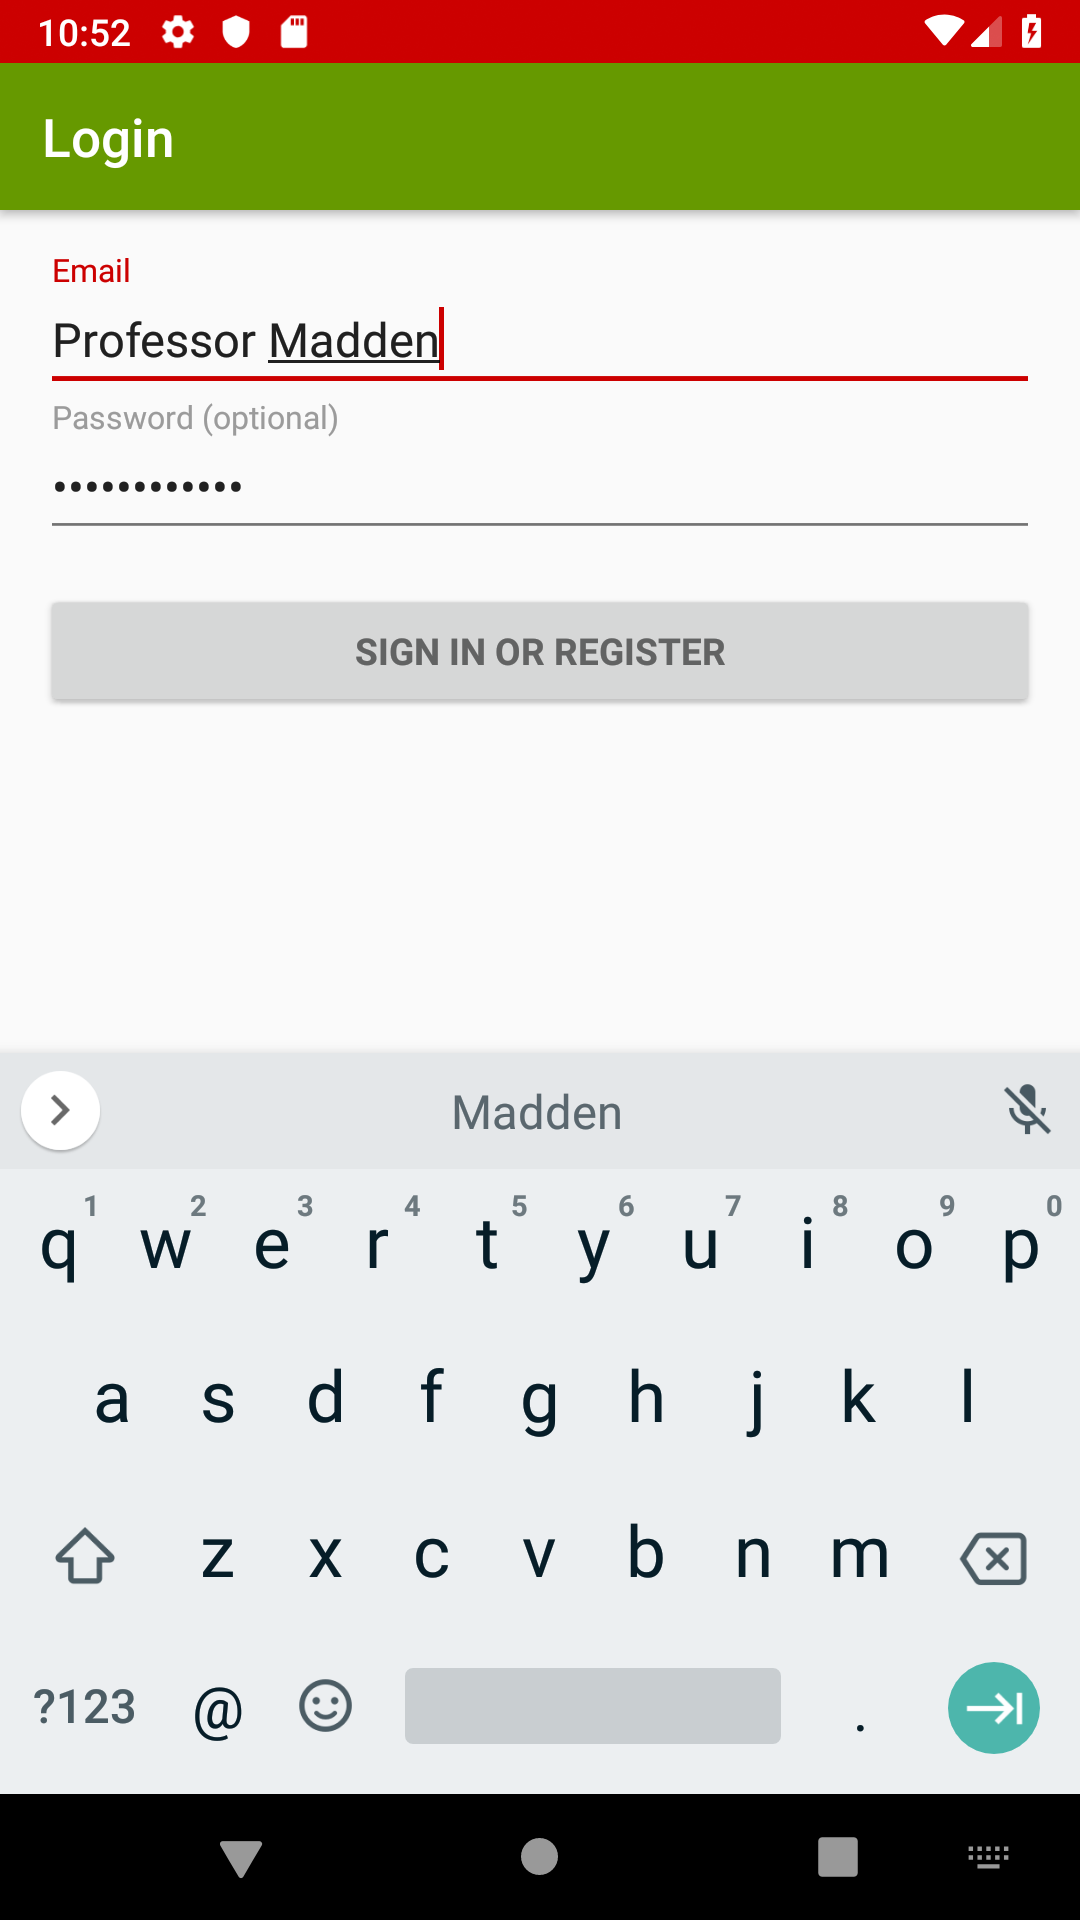 10:52
Login
Email
Professor Madden
Password (optional)
••••••••••••
SIGN IN OR REGISTER
Madden
1 2 3 4 5 6 7 8 9 0
q w e r t y u i o p
a s d f g h j k l
z x c v b n m
?123 @ .